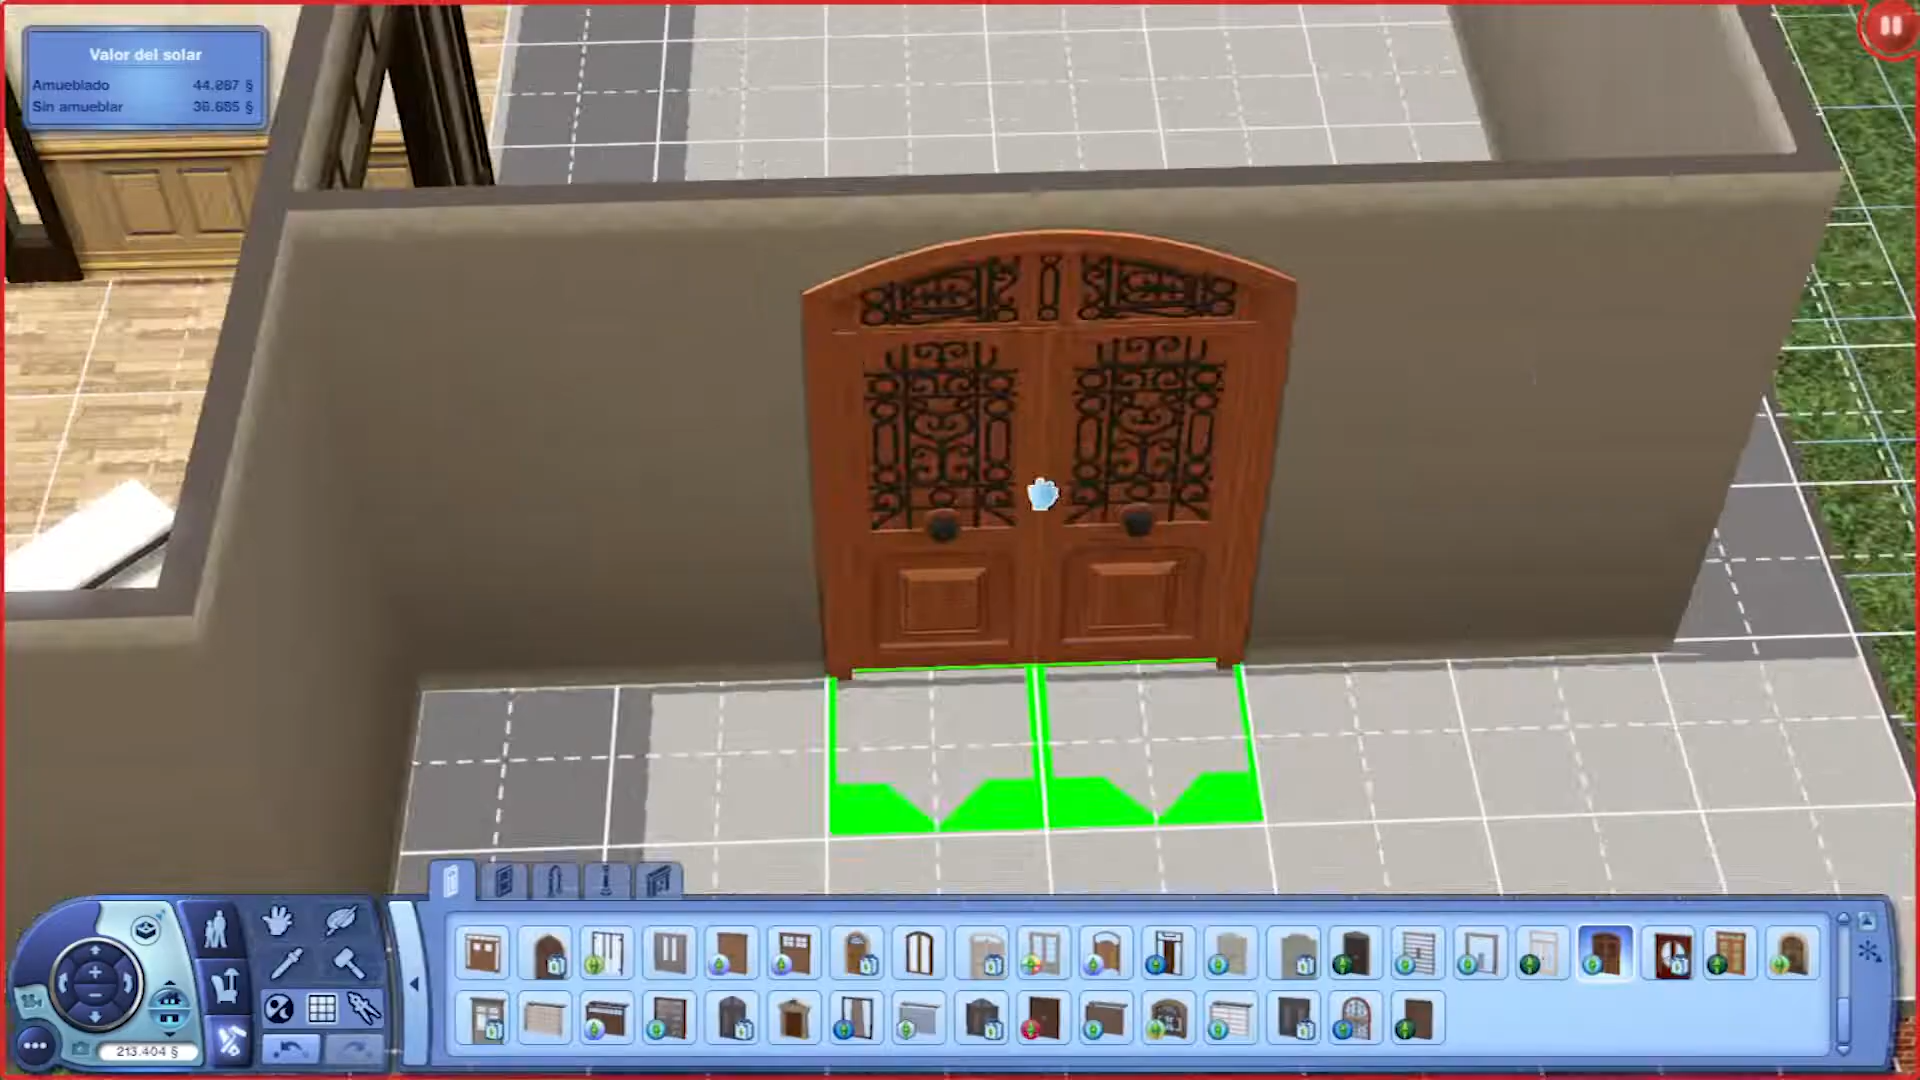 Valor del solar
Amueblado 44.087 §
Sin amueblar 36.685 §
213.404 §